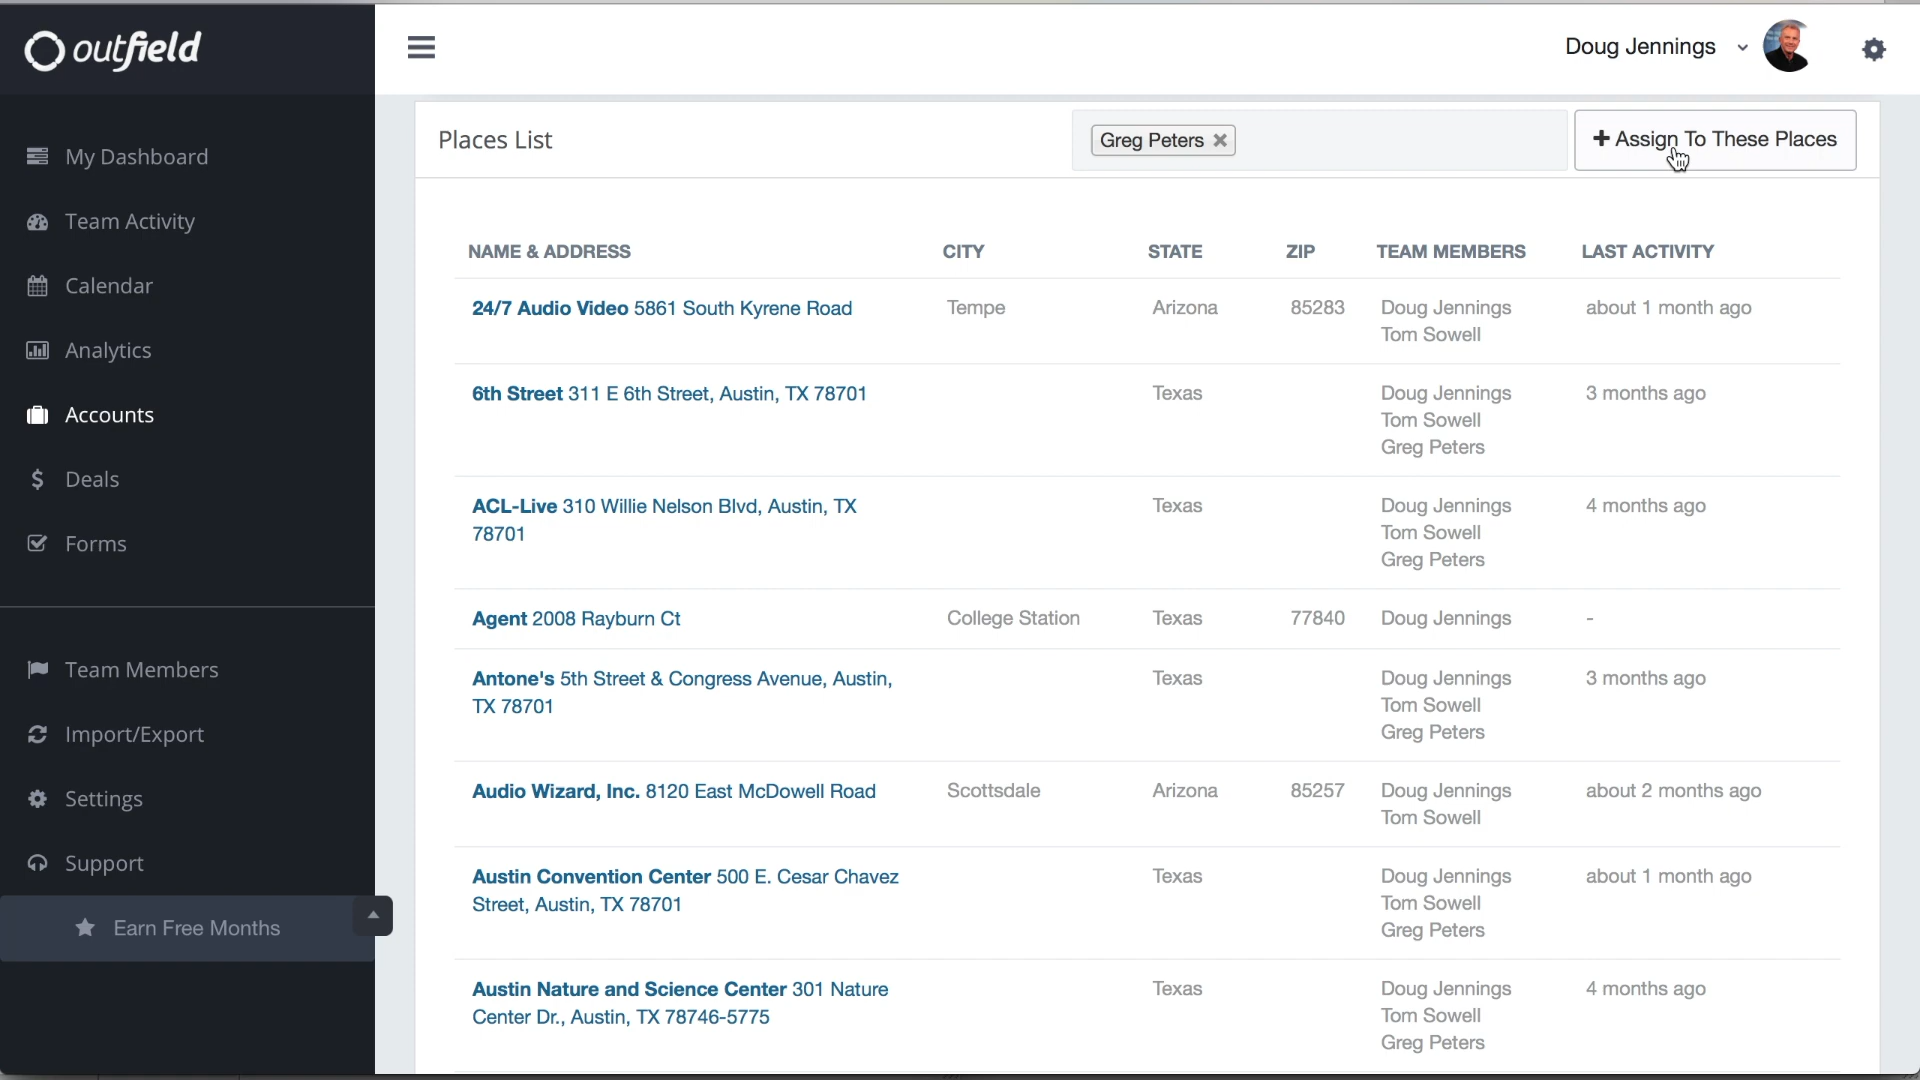 outfield
Doug Jennings
My Dashboard
Team Activity
Calendar
Analytics
Accounts
Deals
Forms
Team Members
Import/Export
Settings
Support
Earn Free Months
Places List
Greg Peters
+ Assign To These Places
NAME & ADDRESS CITY STATE ZIP TEAM MEMBERS LAST ACTIVITY
24/7 Audio Video 5861 South Kyrene Road Tempe Arizona 85283 Doug Jennings about 1 month ago
Tom Sowell
6th Street 311 E 6th Street, Austin, TX 78701 Texas Doug Jennings 3 months ago
Tom Sowell
Greg Peters
ACL-Live 310 Willie Nelson Blvd, Austin, TX Texas Doug Jennings 4 months ago
78701 Tom Sowell
Greg Peters
Agent 2008 Rayburn Ct College Station Texas 77840 Doug Jennings -
Antone's 5th Street & Congress Avenue, Austin, Texas Doug Jennings 3 months ago
TX 78701 Tom Sowell
Greg Peters
Audio Wizard, Inc. 8120 East McDowell Road Scottsdale Arizona 85257 Doug Jennings about 2 months ago
Tom Sowell
Austin Convention Center 500 E. Cesar Chavez Texas Doug Jennings about 1 month ago
Street, Austin, TX 78701 Tom Sowell
Greg Peters
Austin Nature and Science Center 301 Nature Texas Doug Jennings 4 months ago
Center Dr., Austin, TX 78746-5775 Tom Sowell
Greg Peters